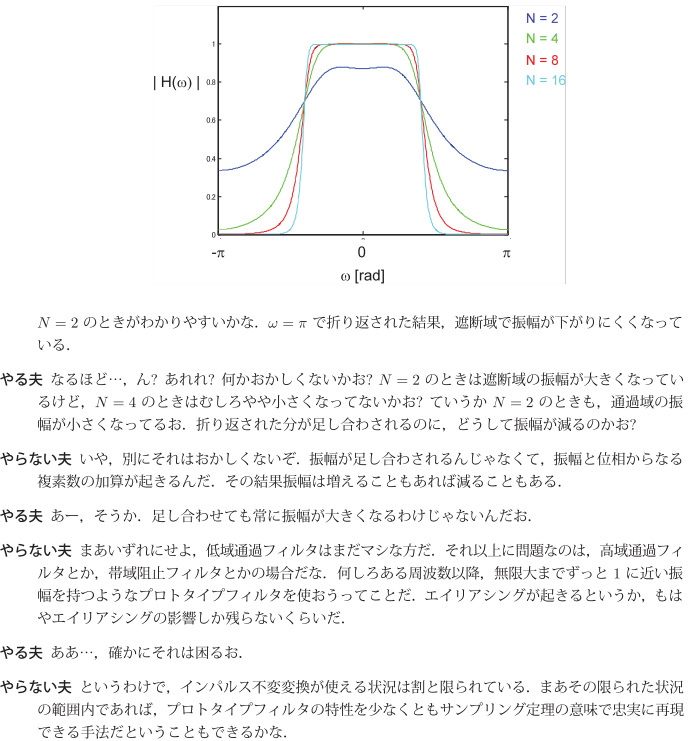 N = 2
N = 4
N = 8
N = 16
| H(ω) |
1
0.8
0.6
0.4
0.2
0
-π
0
π
ω [rad]
N = 2 のときがわかりやすいかな．ω = π で折り返された結果，遮断域で振幅が下がりにくくなって
いる．
やる夫 なるほど…，ん? あれれ? 何かおかしくないかお? N = 2 のときは遮断域の振幅が大きくなってい
るけど，N = 4 のときはむしろやや小さくなってないかお? ていうか N = 2 のときも，通過域の振
幅が小さくなってるお．折り返された分が足し合わされるのに，どうして振幅が減るのかお?
やらない夫 いや，別にそれはおかしくないぞ．振幅が足し合わされるんじゃなくて，振幅と位相からなる
複素数の加算が起きるんだ．その結果振幅は増えることもあれば減ることもある．
やる夫 あー，そうか．足し合わせても常に振幅が大きくなるわけじゃないんだお．
やらない夫 まあいずれにせよ，低域通過フィルタはまだマシな方だ．それ以上に問題なのは，高域通過フィ
ルタとか，帯域阻止フィルタとかの場合だな．何しろある周波数以降，無限大までずっと 1 に近い振
幅を持つようなプロトタイプフィルタを使おうってことだ．エイリアシングが起きるというか，もは
やエイリアシングの影響しか残らないくらいだ．
やる夫 ああ…，確かにそれは困るお．
やらない夫 というわけで，インパルス不変変換が使える状況は割と限られている．まあその限られた状況
の範囲内であれば，プロトタイプフィルタの特性を少なくともサンプリング定理の意味で忠実に再現
できる手法だということもできるかな．